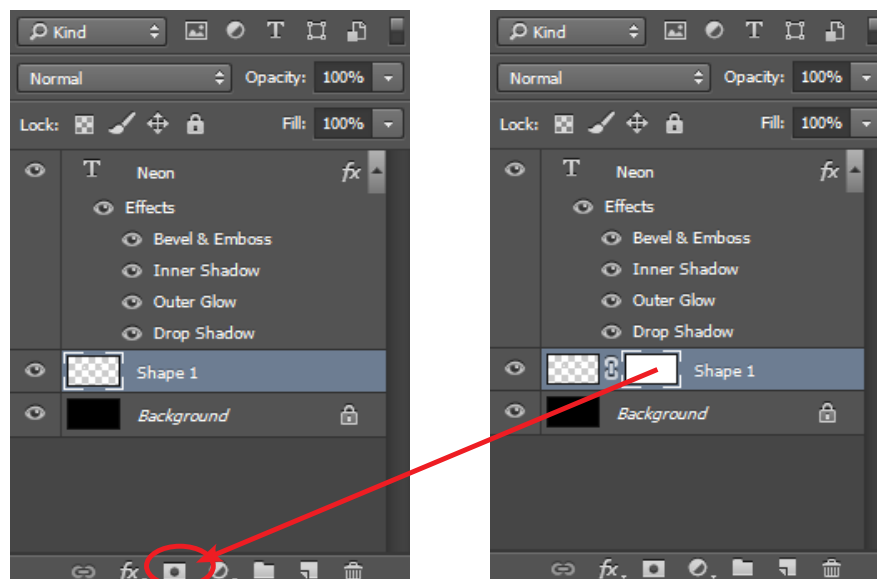 Kind T
Normal Opacity: 100%
Lock: Fill: 100%
T Neon fx
Effects
Bevel & Emboss
Inner Shadow
Outer Glow
Drop Shadow
Shape 1
Background
fx.
Kind T
Normal Opacity: 100%
Lock: Fill: 100%
T Neon fx
Effects
Bevel & Emboss
Inner Shadow
Outer Glow
Drop Shadow
Shape 1
Background
fx.